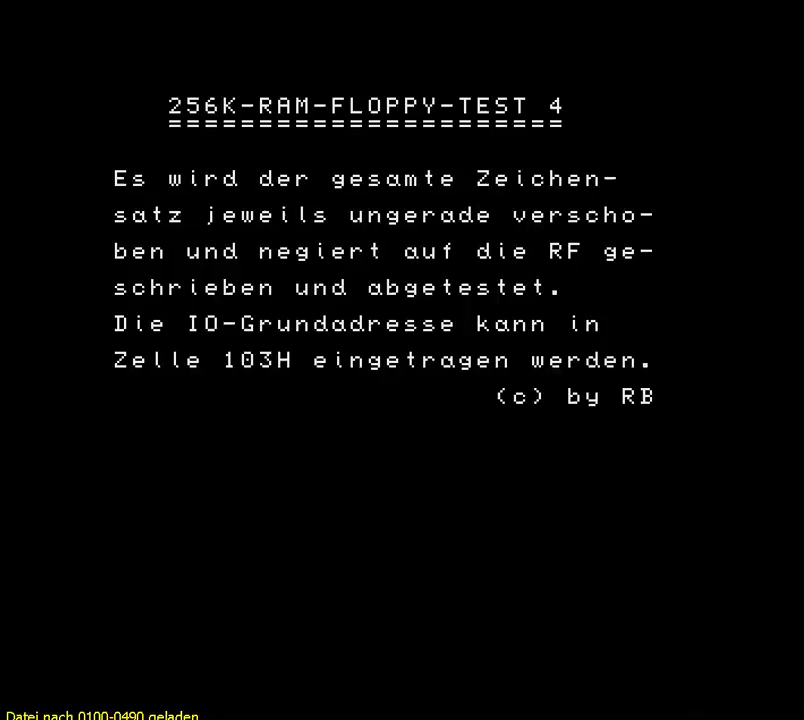 256K-RAM-FLOPPY-TEST 4
======================
Es wird der gesamte Zeichen-
satz jeweils ungerade verscho-
ben und negiert auf die RF ge-
schrieben und abgetestet.
Die IO-Grundadresse kann in
Zelle 103H eingetragen werden.
(c) by RB
Datei nach 0100-0490 geladen